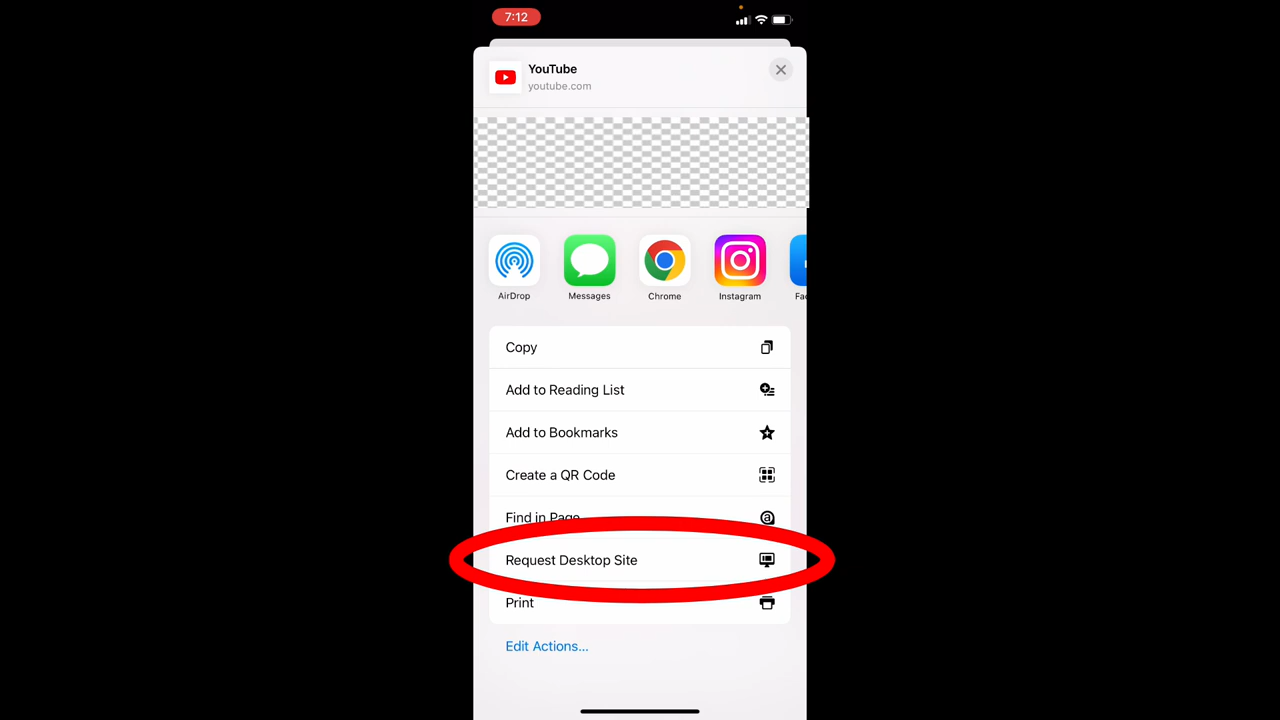 7:12
YouTube
youtube.com
AirDrop
Messages
Chrome
Instagram
Fac
Copy
Add to Reading List
Add to Bookmarks
Create a QR Code
Find in Page
Request Desktop Site
Print
Edit Actions...